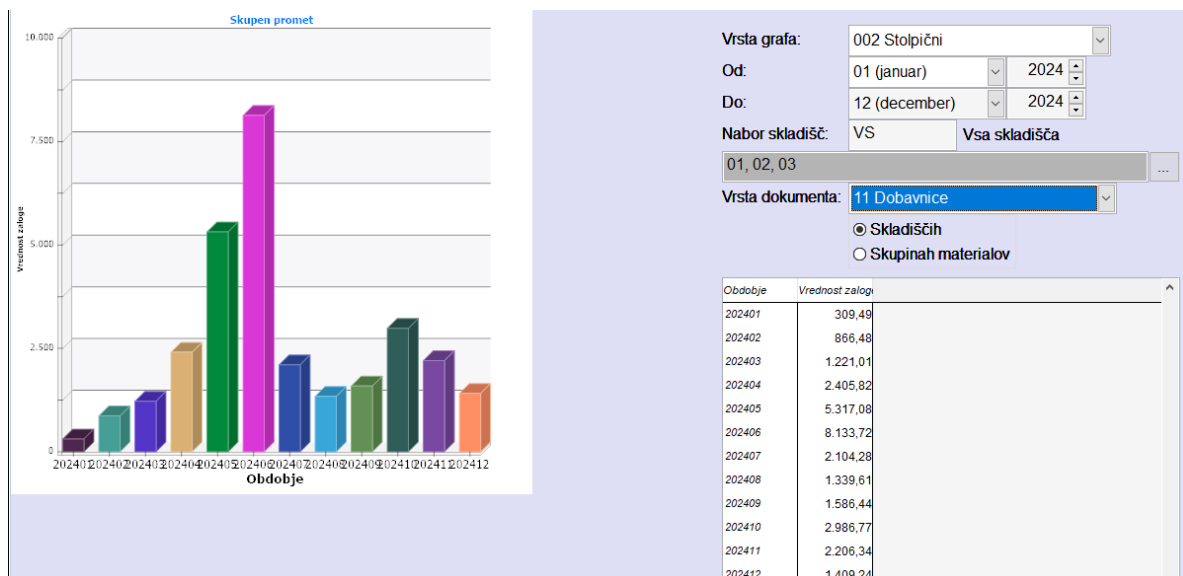 Skupen promet
10.000
7.500
5.000
2.500
0
Vrednost zaloge
202401 202402 202403 202404 202405 202406 202407 202408 202409 202410 202411 202412
Obdobje
Vrsta grafa: 002 Stolpični
Od: 01 (januar) 2024
Do: 12 (december) 2024
Nabor skladišč: VS Vsa skladišča
01, 02, 03 ...
Vrsta dokumenta: 11 Dobavnice
Skladiščih
Skupinah materialov
Obdobje Vrednost zalog
202401 309,49
202402 866,48
202403 1.221,01
202404 2.405,82
202405 5.317,08
202406 8.133,72
202407 2.104,28
202408 1.339,61
202409 1.586,44
202410 2.986,77
202411 2.206,34
202412 1.409,24